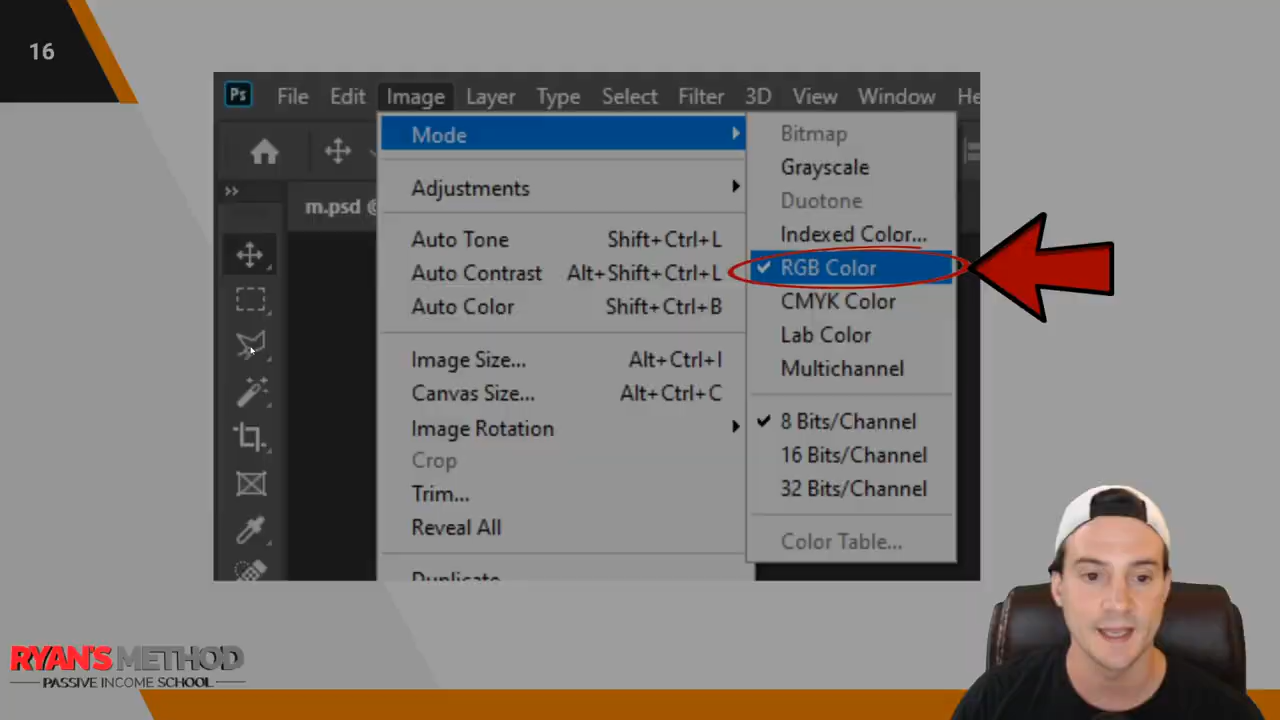 16
Ps File Edit Image Layer Type Select Filter 3D View Window He
m.psd @
Mode
Adjustments
Auto Tone Shift+Ctrl+L
Auto Contrast Alt+Shift+Ctrl+L
Auto Color Shift+Ctrl+B
Image Size... Alt+Ctrl+I
Canvas Size... Alt+Ctrl+C
Image Rotation
Crop
Trim...
Reveal All
Duplicate
Bitmap
Grayscale
Duotone
Indexed Color...
RGB Color
CMYK Color
Lab Color
Multichannel
8 Bits/Channel
16 Bits/Channel
32 Bits/Channel
Color Table...
RYAN'S METHOD
PASSIVE INCOME SCHOOL